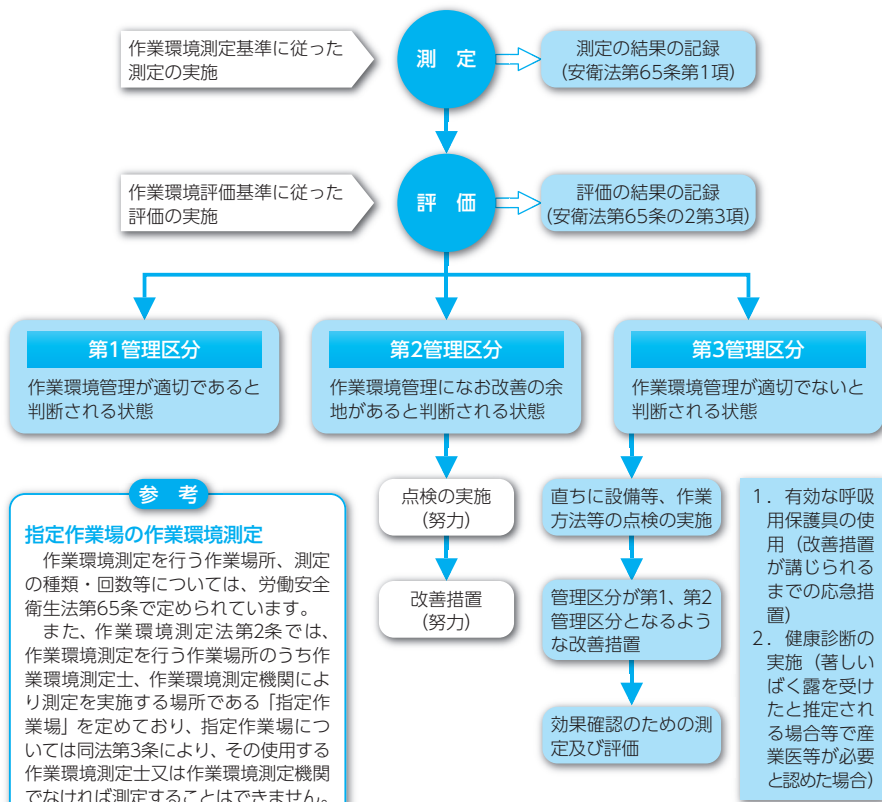 作業環境測定基準に従った
測定の実施
測 定
測定の結果の記録
(安衛法第65条第1項)
作業環境評価基準に従った
評価の実施
評 価
評価の結果の記録
(安衛法第65条の2第3項)
第1管理区分
作業環境管理が適切であると
判断される状態
第2管理区分
作業環境管理になお改善の余
地があると判断される状態
第3管理区分
作業環境管理が適切でないと
判断される状態
点検の実施
(努力)
改善措置
(努力)
直ちに設備等、作業
方法等の点検の実施
管理区分が第1、第2
管理区分となるよう
な改善措置
効果確認のための測
定及び評価
1．有効な呼吸
用保護具の使
用（改善措置
が講じられる
までの応急措
置）
2．健康診断の
実施（著しい
ばく露を受け
たと推定され
る場合等で産
業医等が必要
と認めた場合）
参 考
指定作業場の作業環境測定
作業環境測定を行う作業場所、測定
の種類・回数等については、労働安全
衛生法第65条で定められています。
また、作業環境測定法第2条では、
作業環境測定を行う作業場所のうち作
業環境測定士、作業環境測定機関によ
り測定を実施する場所である「指定作
業場」を定めており、指定作業場につ
いては同法第3条により、その使用する
作業環境測定士又は作業環境測定機関
でなければ測定することはできません。